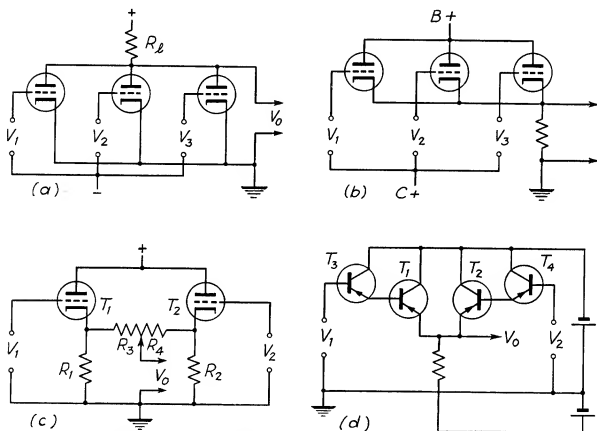 +
Rℓ
V₁
V₂
V₃
V₀
(a)
−
B+
V₁
V₂
V₃
(b)
C+
+
T₁
T₂
V₁
R₁
R₃
R₄
V₀
R₂
V₂
(c)
T₃
T₁
T₂
T₄
V₁
V₀
V₂
(d)